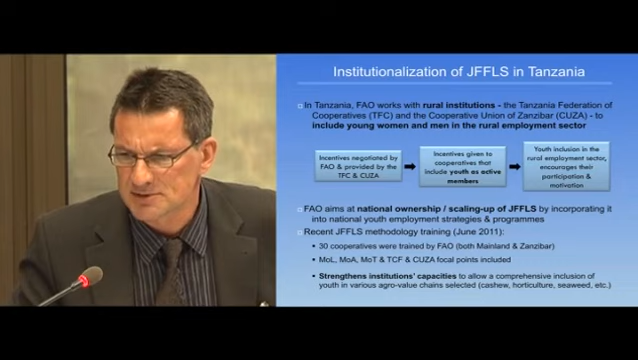 Institutionalization of JFFLS in Tanzania
In Tanzania, FAO works with rural institutions - the Tanzania Federation of
Cooperatives (TFC) and the Cooperative Union of Zanzibar (CUZA) - to
include young women and men in the rural employment sector
Incentives negotiated by
FAO & provided by the
TFC & CUZA
Incentives given to
cooperatives that
include youth as active
members
Youth inclusion in the
rural employment sector,
encourages their
participation &
motivation
FAO aims at national ownership / scaling-up of JFFLS by incorporating it
into national youth employment strategies & programmes
Recent JFFLS methodology training (June 2011):
30 cooperatives were trained by FAO (both Mainland & Zanzibar)
MoL, MoA, MoT & TCF & CUZA focal points included
Strengthens institutions' capacities to allow a comprehensive inclusion of
youth in various agro-value chains selected (cashew, horticulture, seaweed, etc.)